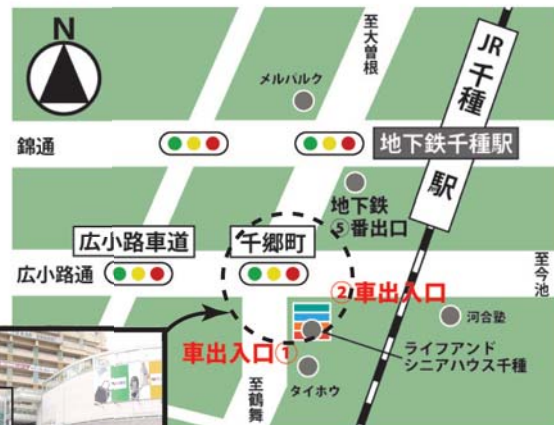 N
至大曽根
JR千種駅
メルパルク
錦通
地下鉄千種駅
地下鉄
⑤番出口
広小路車道
千郷町
広小路通
至今池
②車出入口
河合塾
車出入口①
ライフアンド
シニアハウス千種
タイホウ
至鶴舞